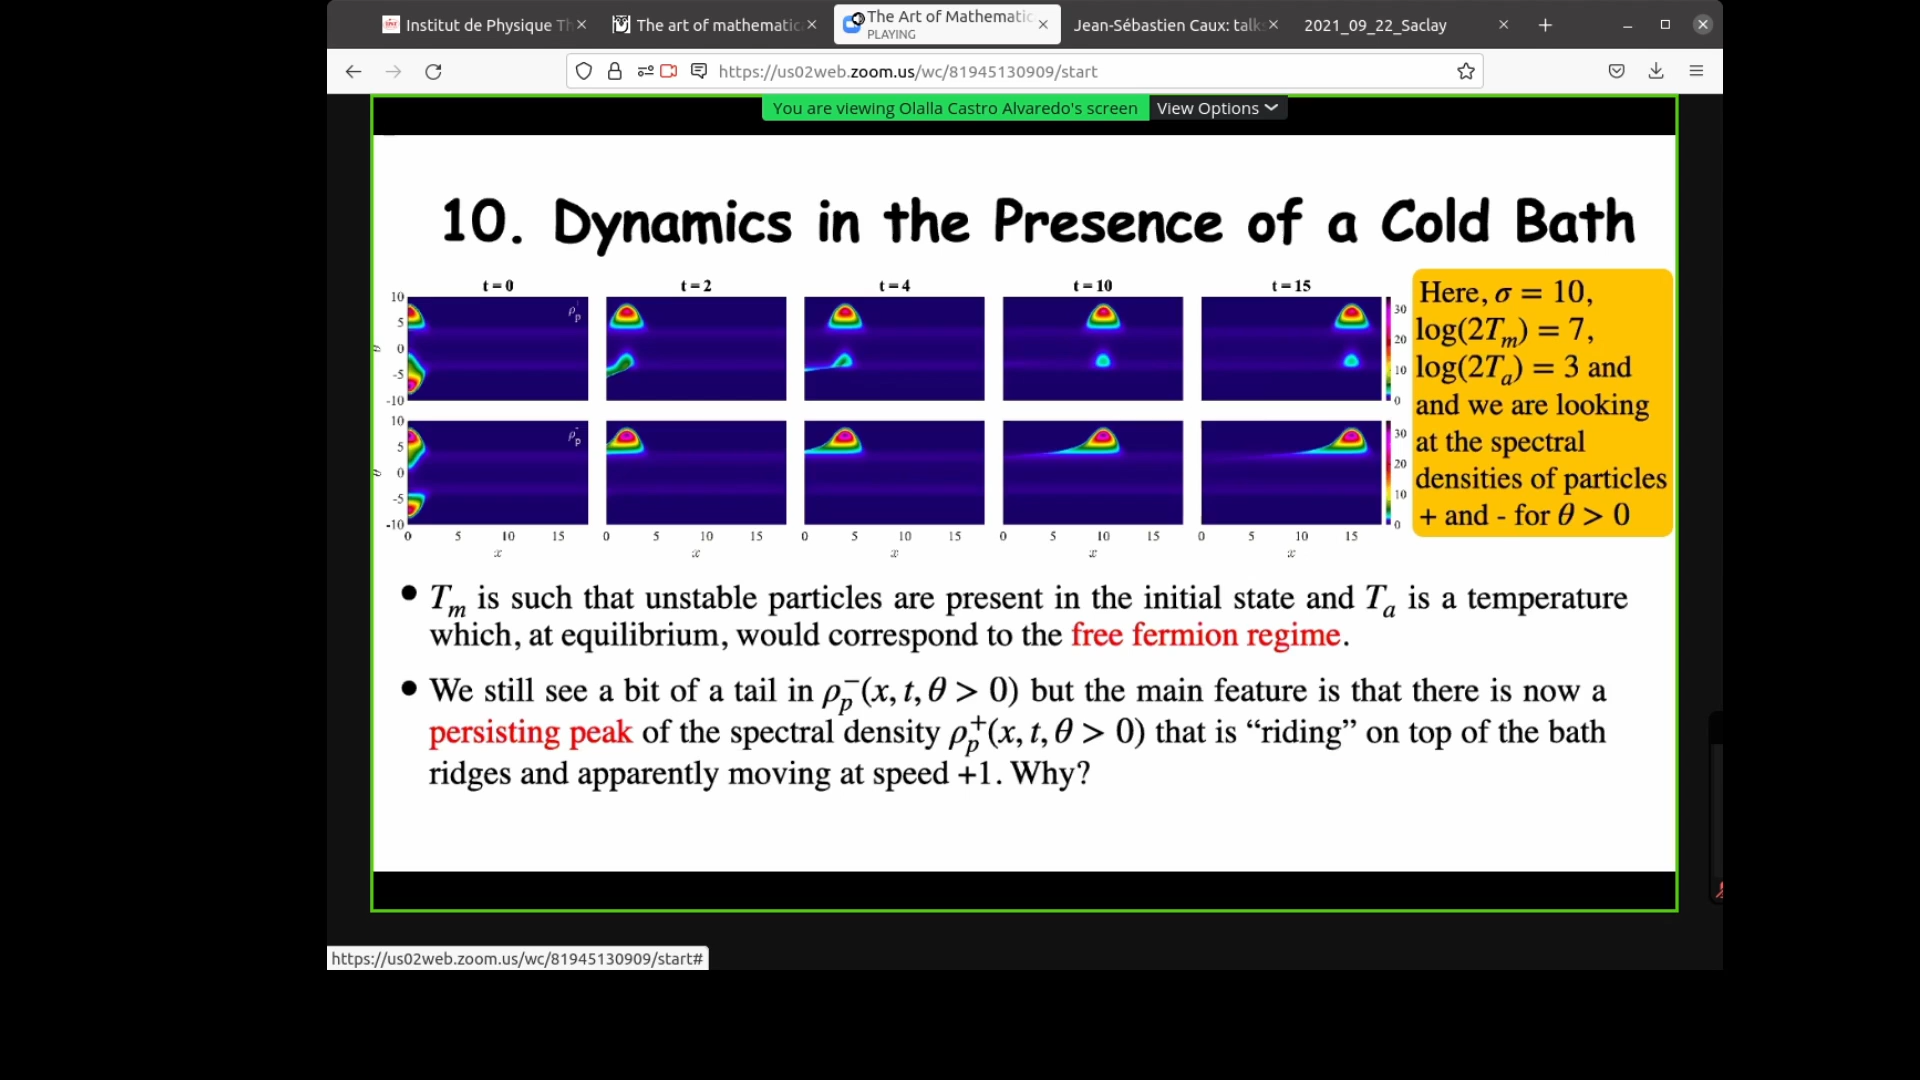 Institut de Physique Th
The art of mathematica
The Art of Mathematic
PLAYING
Jean-Sébastien Caux: talk
2021_09_22_Saclay
https://us02web.zoom.us/wc/81945130909/start
You are viewing Olalla Castro Alvaredo's screen
View Options
10. Dynamics in the Presence of a Cold Bath
t = 0 t = 2 t = 4 t = 10 t = 15
10 5 0 -5 -10
θ
ρ_p^+
30 20 10 0
10 5 0 -5 -10
θ
ρ_p^-
30 20 10 0
0 5 10 15 0 5 10 15 0 5 10 15 0 5 10 15 0 5 10 15
x x x x x
Here, σ = 10,
log(2T_m) = 7,
log(2T_a) = 3 and
and we are looking
at the spectral
densities of particles
+ and - for θ > 0
• T_m is such that unstable particles are present in the initial state and T_a is a temperature
which, at equilibrium, would correspond to the free fermion regime.
• We still see a bit of a tail in ρ_p^-(x, t, θ > 0) but the main feature is that there is now a
persisting peak of the spectral density ρ_p^+(x, t, θ > 0) that is “riding” on top of the bath
ridges and apparently moving at speed +1. Why?
https://us02web.zoom.us/wc/81945130909/start#